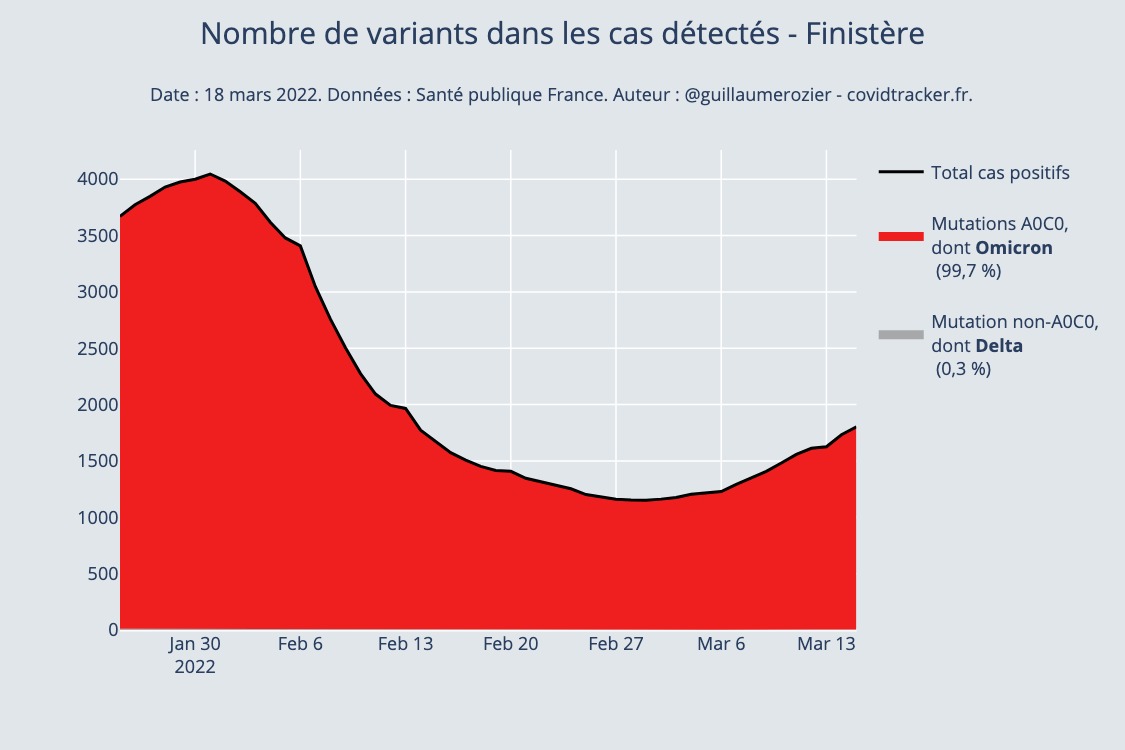 Nombre de variants dans les cas détectés - Finistère
Date : 18 mars 2022. Données : Santé publique France. Auteur : @guillaumerozier - covidtracker.fr.
4000
3500
3000
2500
2000
1500
1000
500
0
Jan 30
2022
Feb 6
Feb 13
Feb 20
Feb 27
Mar 6
Mar 13
Total cas positifs
Mutations A0C0,
dont Omicron
(99,7 %)
Mutation non-A0C0,
dont Delta
(0,3 %)